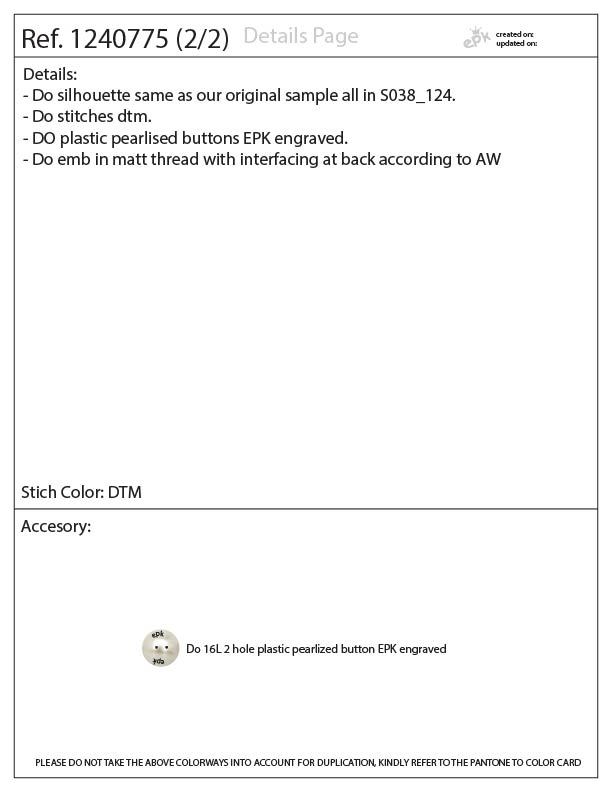 Ref. 1240775 (2/2) Details Page
epk
created on:
updated on:
Details:
- Do silhouette same as our original sample all in S038_124.
- Do stitches dtm.
- DO plastic pearlised buttons EPK engraved.
- Do emb in matt thread with interfacing at back according to AW
Stich Color: DTM
Accesory:
epk
Do 16L 2 hole plastic pearlized button EPK engraved
epk
PLEASE DO NOT TAKE THE ABOVE COLORWAYS INTO ACCOUNT FOR DUPLICATION, KINDLY REFER TO THE PANTONE TO COLOR CARD